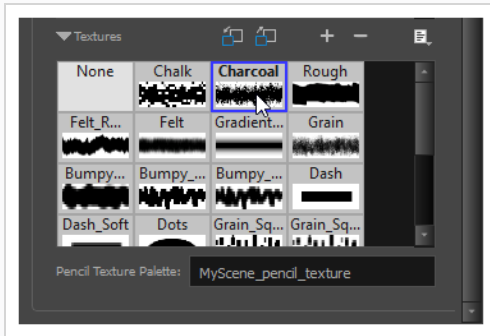 Textures
None Chalk Charcoal Rough
Felt_R... Felt Gradient... Grain
Bumpy... Bumpy_... Bumpy_... Dash
Dash_Soft Dots Grain_Sq... Grain_Sq...
Pencil Texture Palette: MyScene_pencil_texture